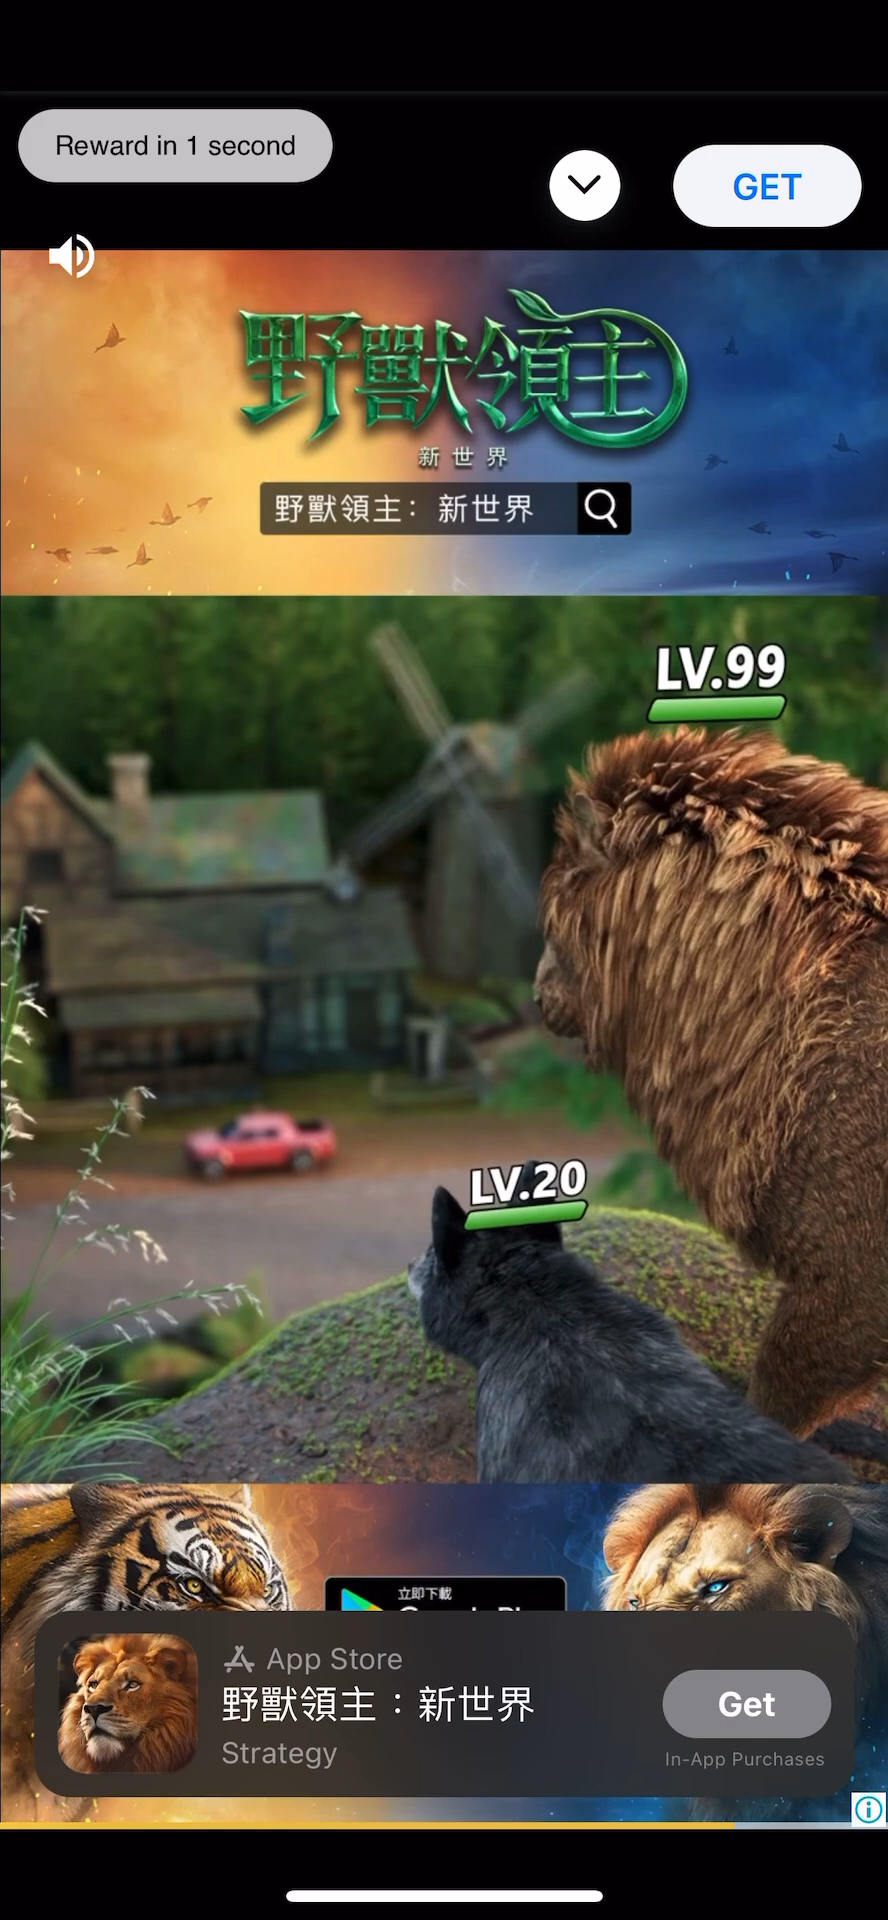 Reward in 1 second
GET
野獸領主
新世界
野獸領主：新世界
LV.99
LV.20
立即下載
App Store
野獸領主：新世界
Get
Strategy
In-App Purchases